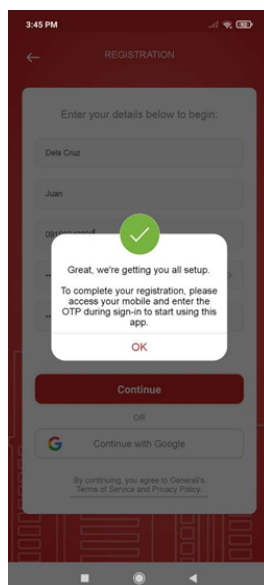 3:45 PM
92
REGISTRATION
Enter your details below to begin:
Dela Cruz
Juan
Great, we're getting you all setup.
To complete your registration, please
access your mobile and enter the
OTP during sign-in to start using this
app.
OK
Continue
OR
Continue with Google
By continuing, you agree to General's
Terms of Service and Privacy Policy.